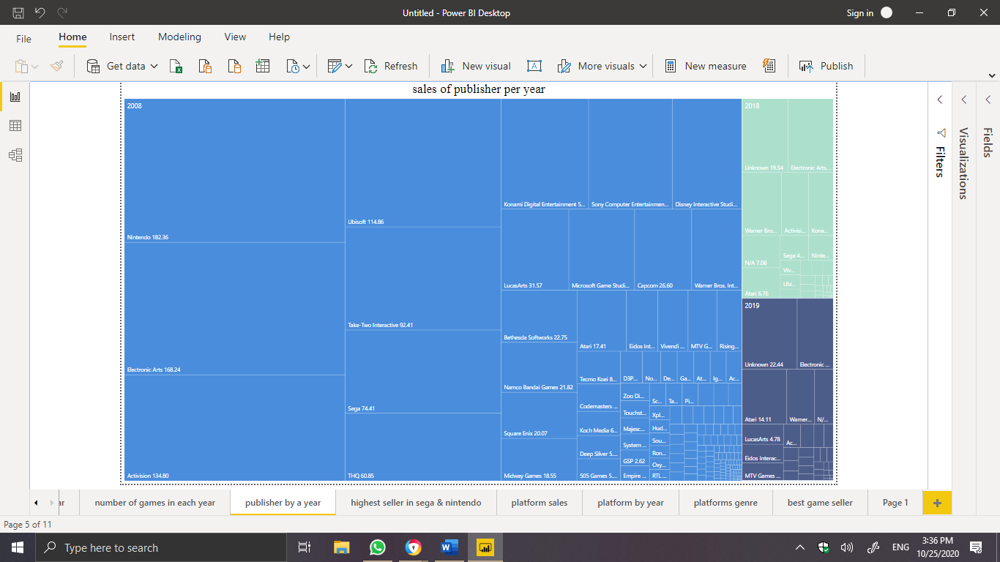 Untitled - Power BI Desktop
Sign in
File
Home
Insert
Modeling
View
Help
Get data
Refresh
New visual
More visuals
New measure
Publish
sales of publisher per year
2008
Nintendo 182.36
Electronic Arts 168.24
Activision 134.80
Ubisoft 114.86
Take-Two Interactive 92.41
Sega 74.41
THQ 60.85
Konami Digital Entertainment 5...
Sony Computer Entertainmen...
Disney Interactive Studi...
LucasArts 31.57
Microsoft Game Studi...
Capcom 26.60
Warner Bros. Int...
Bethesda Softworks 22.75
Namco Bandai Games 21.82
Square Enix 20.07
Midway Games 18.55
Atari 17.41
Eidos Int...
Vivendi ...
MTV G...
Rising...
Tecmo Koei 8...
Codemasters ...
Koch Media 6...
Deep Silver 5....
505 Games 5....
D3P...
No...
De...
Ga...
At...
Ig...
Ac...
Zoo Di...
Touchst...
Majesc...
System ...
GSP 2.62
Empire ...
Sc...
Ta...
Pi...
Xpl...
Hud...
Sou...
Ron...
Oxy...
RTL ...
2018
Unknown 19.54
Electronic Arts...
Warner Bro...
Activisi...
Kona...
N/A 7.08
Atari 6.76
Sega 4....
Ninte...
Viv...
Ubi...
2019
Unknown 22.44
Electronic ...
Atari 14.11
Warner...
N/...
LucasArts 4.78
Eidos Interac...
MTV Games ...
Ac...
Filters
Visualizations
Fields
ar
number of games in each year
publisher by a year
highest seller in sega & nintendo
platform sales
platform by year
platforms genre
best game seller
Page 1
Page 5 of 11
Type here to search
ENG
3:36 PM
10/25/2020